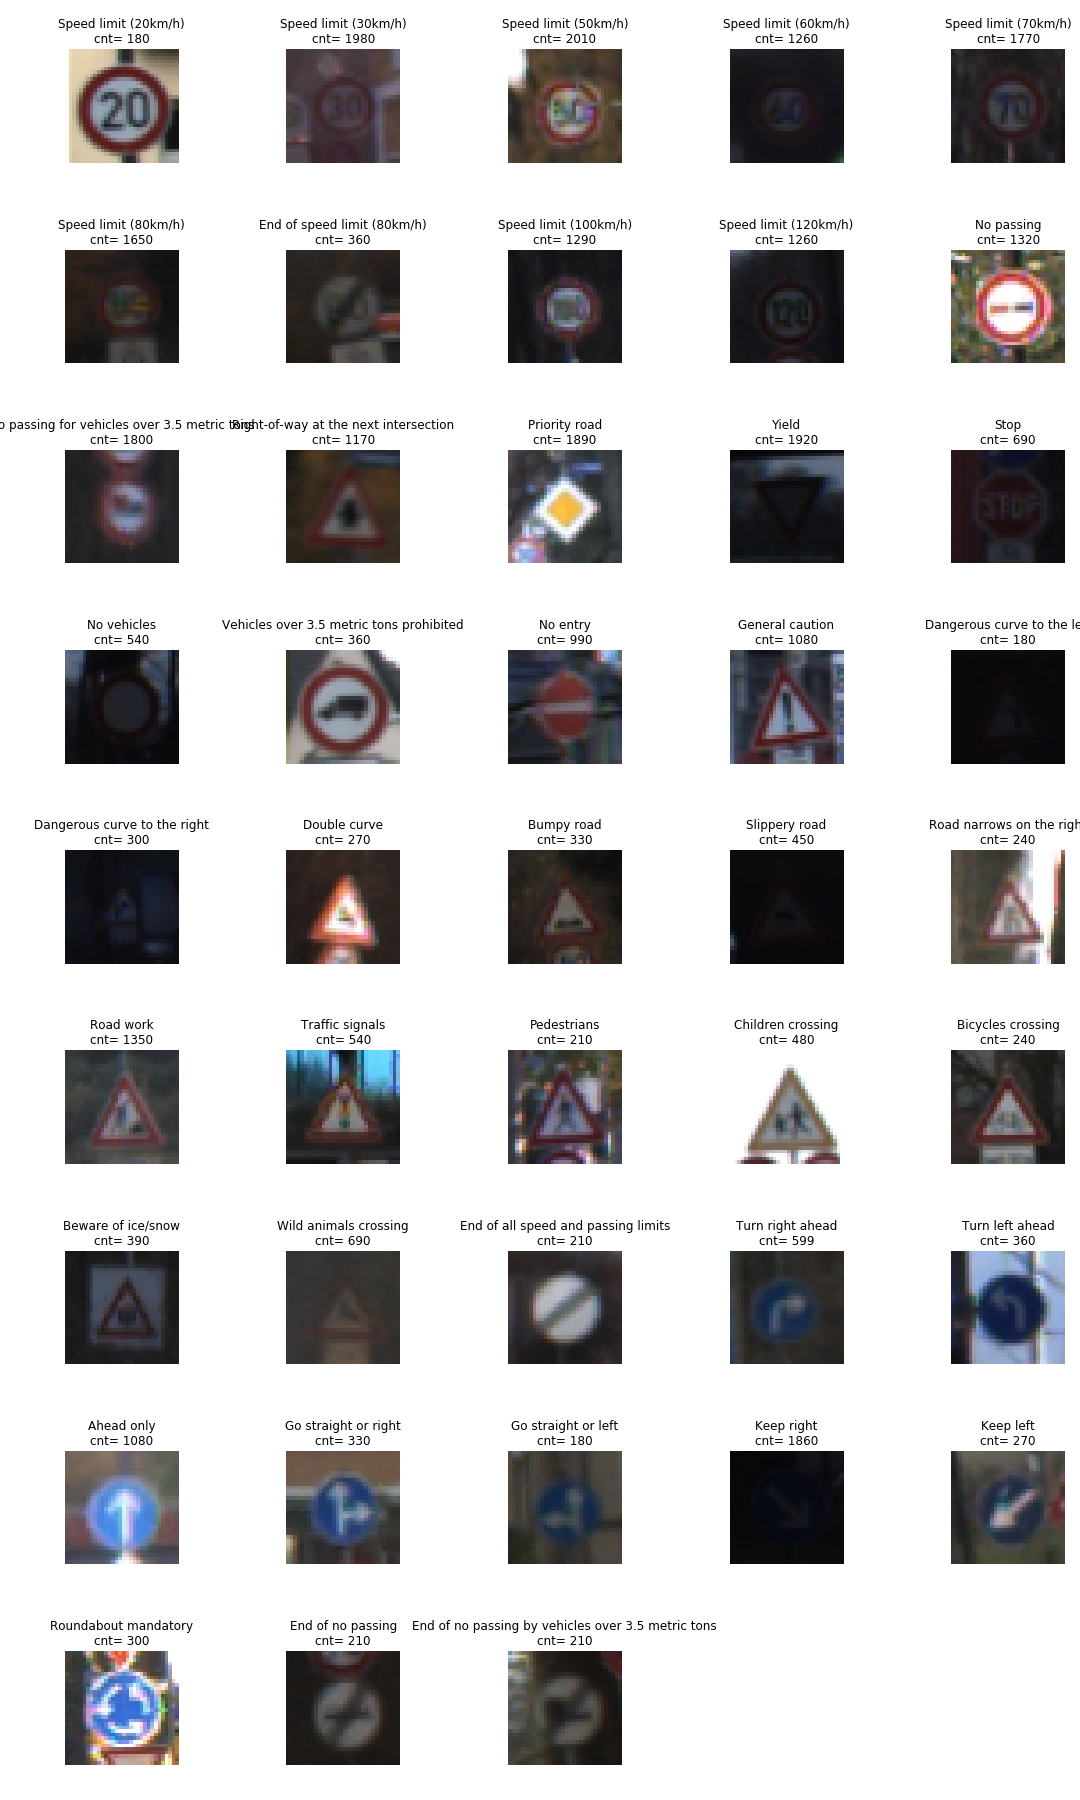 Speed limit (20km/h)
cnt= 180
Speed limit (30km/h)
cnt= 1980
Speed limit (50km/h)
cnt= 2010
Speed limit (60km/h)
cnt= 1260
Speed limit (70km/h)
cnt= 1770
20
30
50
60
70
Speed limit (80km/h)
cnt= 1650
End of speed limit (80km/h)
cnt= 360
Speed limit (100km/h)
cnt= 1290
Speed limit (120km/h)
cnt= 1260
No passing
cnt= 1320
passing for vehicles over 3.5 metric tons
cnt= 1800
Right-of-way at the next intersection
cnt= 1170
Priority road
cnt= 1890
Yield
cnt= 1920
Stop
cnt= 690
STOP
No vehicles
cnt= 540
Vehicles over 3.5 metric tons prohibited
cnt= 360
No entry
cnt= 990
General caution
cnt= 1080
Dangerous curve to the le
cnt= 180
Dangerous curve to the right
cnt= 300
Double curve
cnt= 270
Bumpy road
cnt= 330
Slippery road
cnt= 450
Road narrows on the righ
cnt= 240
Road work
cnt= 1350
Traffic signals
cnt= 540
Pedestrians
cnt= 210
Children crossing
cnt= 480
Bicycles crossing
cnt= 240
Beware of ice/snow
cnt= 390
Wild animals crossing
cnt= 690
End of all speed and passing limits
cnt= 210
Turn right ahead
cnt= 599
Turn left ahead
cnt= 360
Ahead only
cnt= 1080
Go straight or right
cnt= 330
Go straight or left
cnt= 180
Keep right
cnt= 1860
Keep left
cnt= 270
Roundabout mandatory
cnt= 300
End of no passing
cnt= 210
End of no passing by vehicles over 3.5 metric tons
cnt= 210